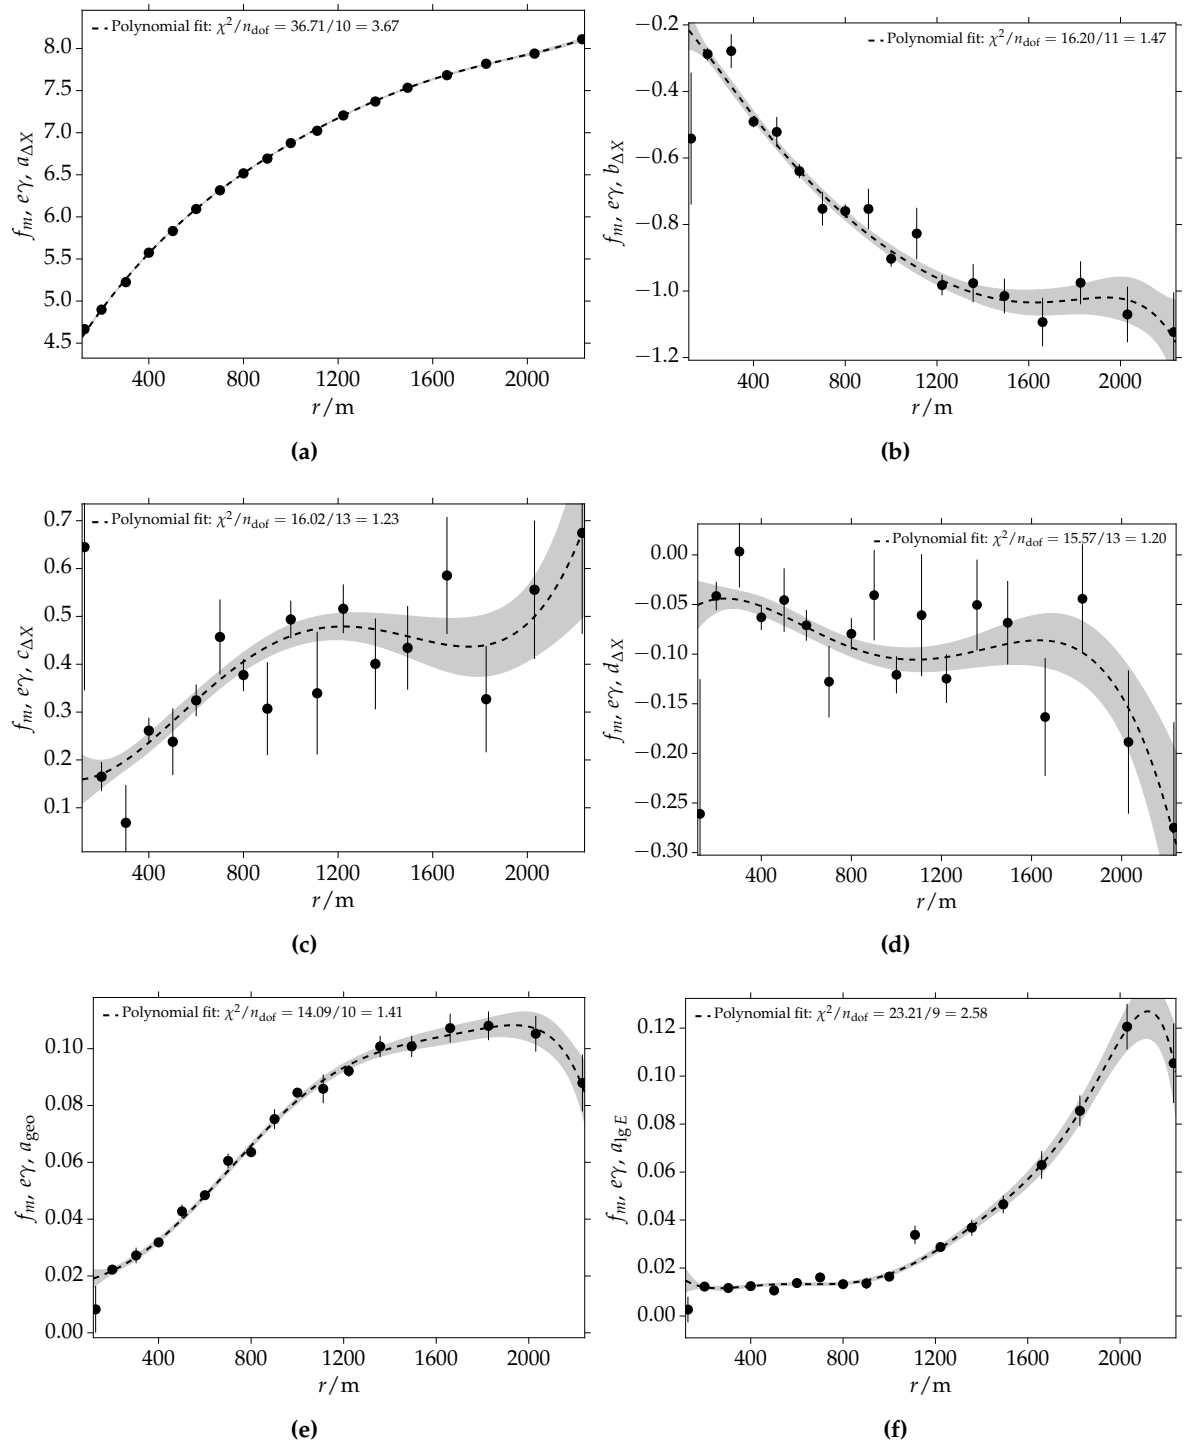 Polynomial fit: χ²/n_dof = 36.71/10 = 3.67
8.0
7.5
7.0
6.5
6.0
5.5
5.0
4.5
f_m, eγ, a_ΔX
400 800 1200 1600 2000
r/m
(a)
Polynomial fit: χ²/n_dof = 16.20/11 = 1.47
−0.2
−0.4
−0.6
−0.8
−1.0
−1.2
f_m, eγ, b_ΔX
400 800 1200 1600 2000
r/m
(b)
Polynomial fit: χ²/n_dof = 16.02/13 = 1.23
0.7
0.6
0.5
0.4
0.3
0.2
0.1
f_m, eγ, c_ΔX
400 800 1200 1600 2000
r/m
(c)
Polynomial fit: χ²/n_dof = 15.57/13 = 1.20
0.00
−0.05
−0.10
−0.15
−0.20
−0.25
−0.30
f_m, eγ, d_ΔX
400 800 1200 1600 2000
r/m
(d)
Polynomial fit: χ²/n_dof = 14.09/10 = 1.41
0.10
0.08
0.06
0.04
0.02
0.00
f_m, eγ, a_geo
400 800 1200 1600 2000
r/m
(e)
Polynomial fit: χ²/n_dof = 23.21/9 = 2.58
0.12
0.10
0.08
0.06
0.04
0.02
0.00
f_m, eγ, a_lg E
400 800 1200 1600 2000
r/m
(f)